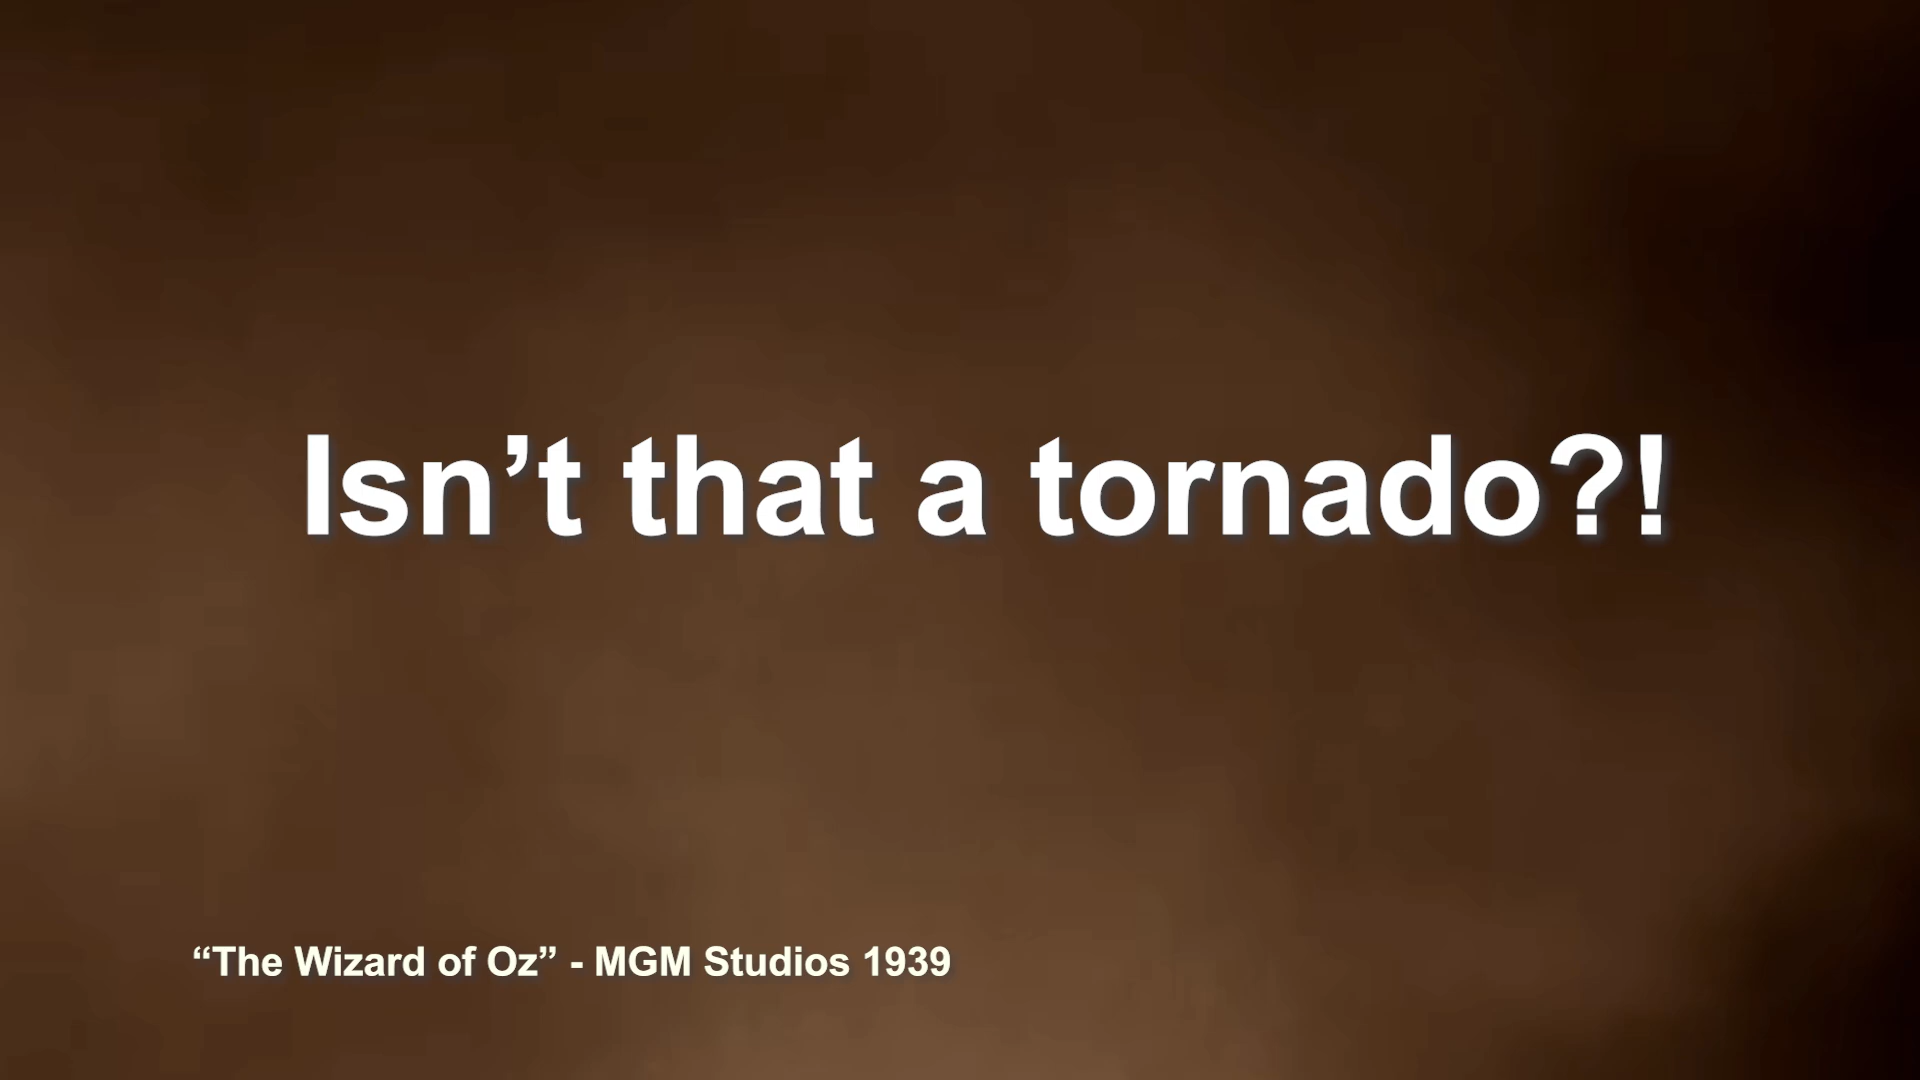 Isn’t that a tornado?!
“The Wizard of Oz” - MGM Studios 1939